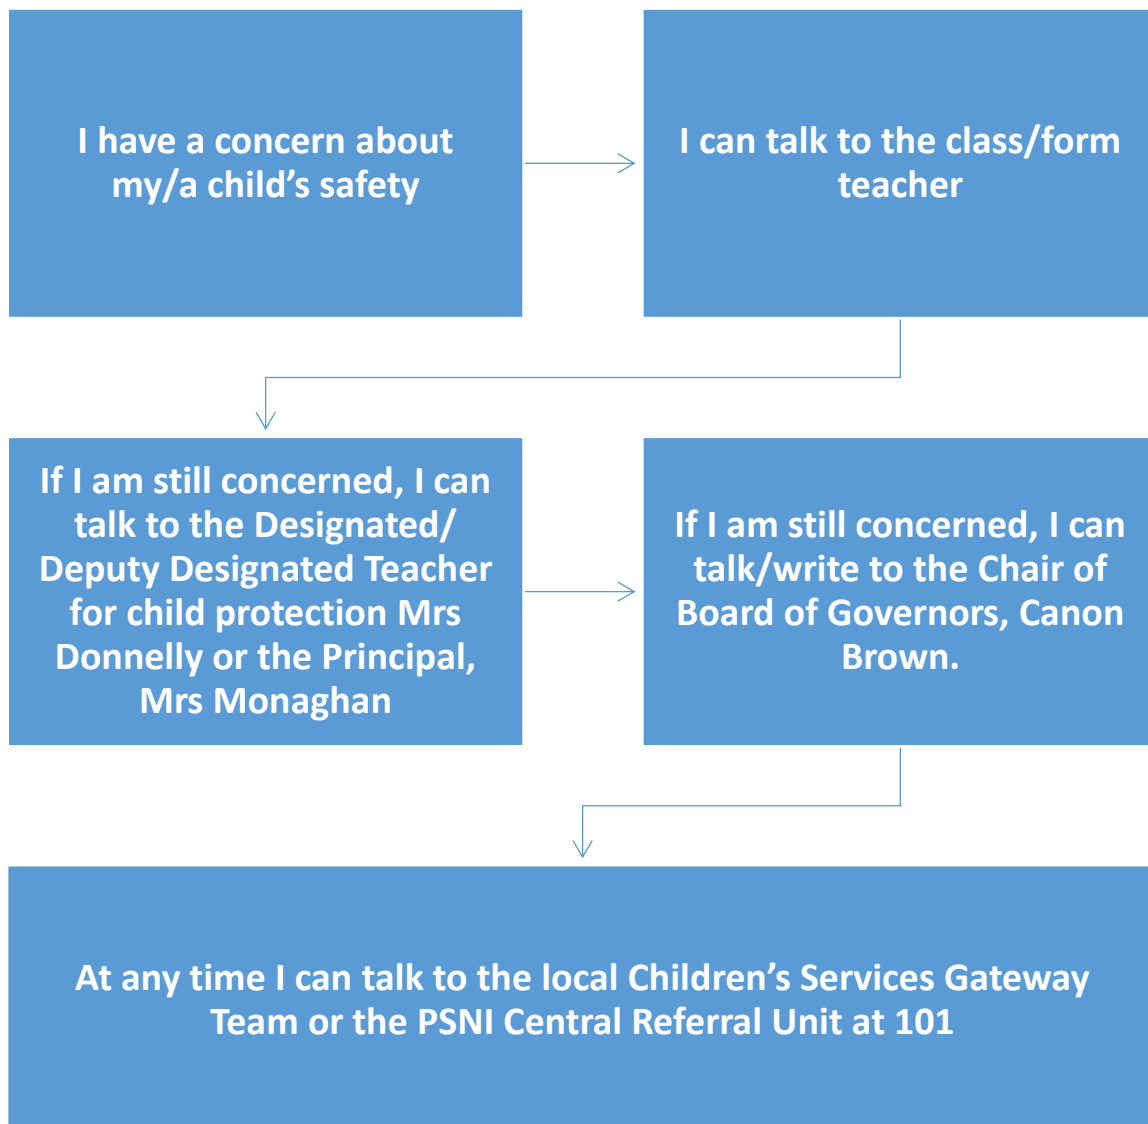 I have a concern about
my/a child’s safety
I can talk to the class/form
teacher
If I am still concerned, I can
talk to the Designated/
Deputy Designated Teacher
for child protection Mrs
Donnelly or the Principal,
Mrs Monaghan
If I am still concerned, I can
talk/write to the Chair of
Board of Governors, Canon
Brown.
At any time I can talk to the local Children’s Services Gateway
Team or the PSNI Central Referral Unit at 101